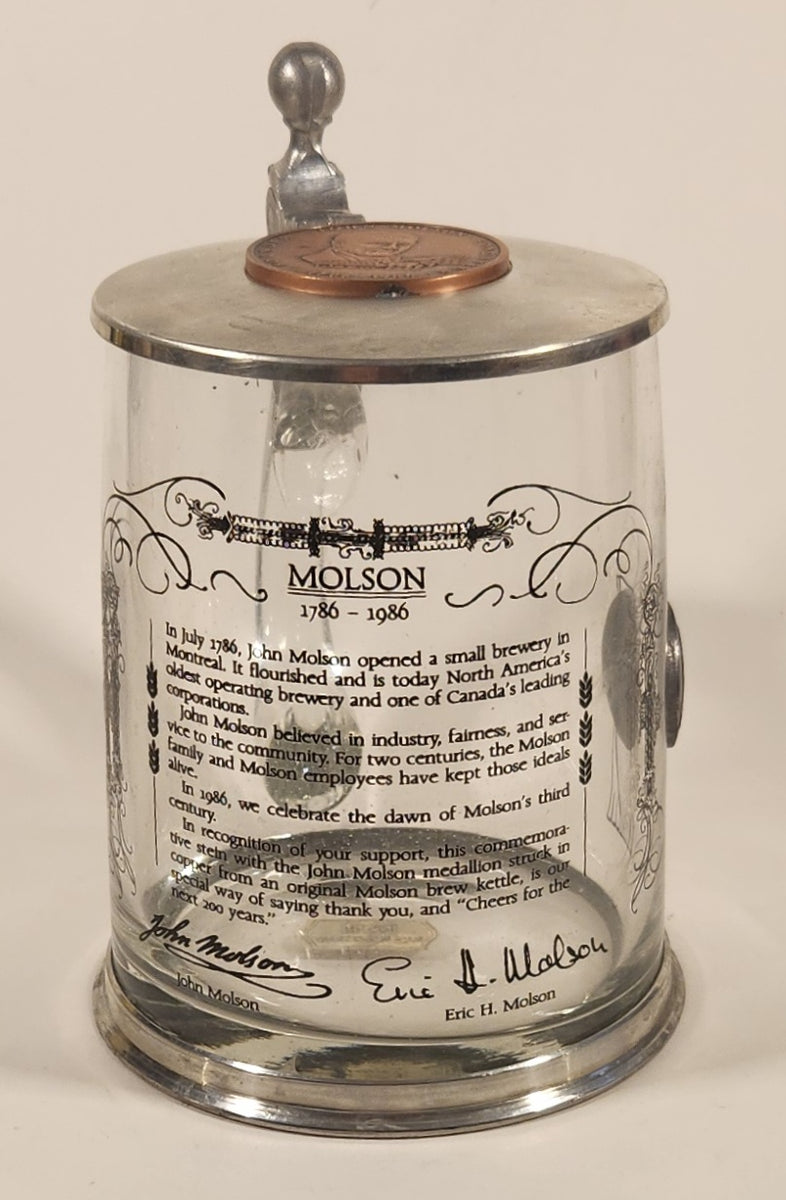 MOLSON
1786 – 1986
In July 1786, John Molson opened a small brewery in
Montreal. It flourished and is today North America's
oldest operating brewery and one of Canada's leading
corporations.
John Molson believed in industry, fairness, and ser-
vice to the community. For two centuries, the Molson
family and Molson employees have kept those ideals
alive.
In 1986, we celebrate the dawn of Molson's third
century.
In recognition of your support, this commemora-
tive stein with the John Molson medallion struck in
copper from an original Molson brew kettle, is our
special way of saying thank you, and "Cheers for the
next 200 years."
John Molson
Eric H. Molson
John Molson
Eric H. Molson